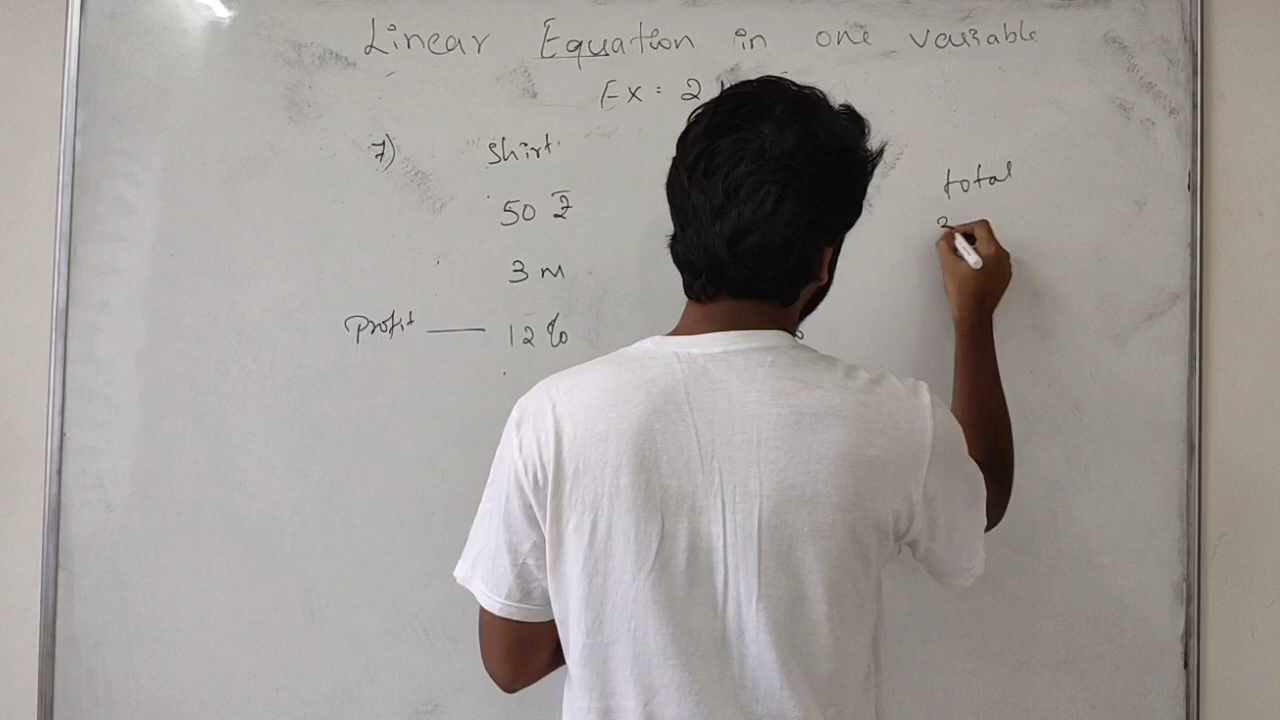 Linear Equation in one variable
Ex: 2
7) Shirt total
50 ₹
3 m
Profit — 12 %